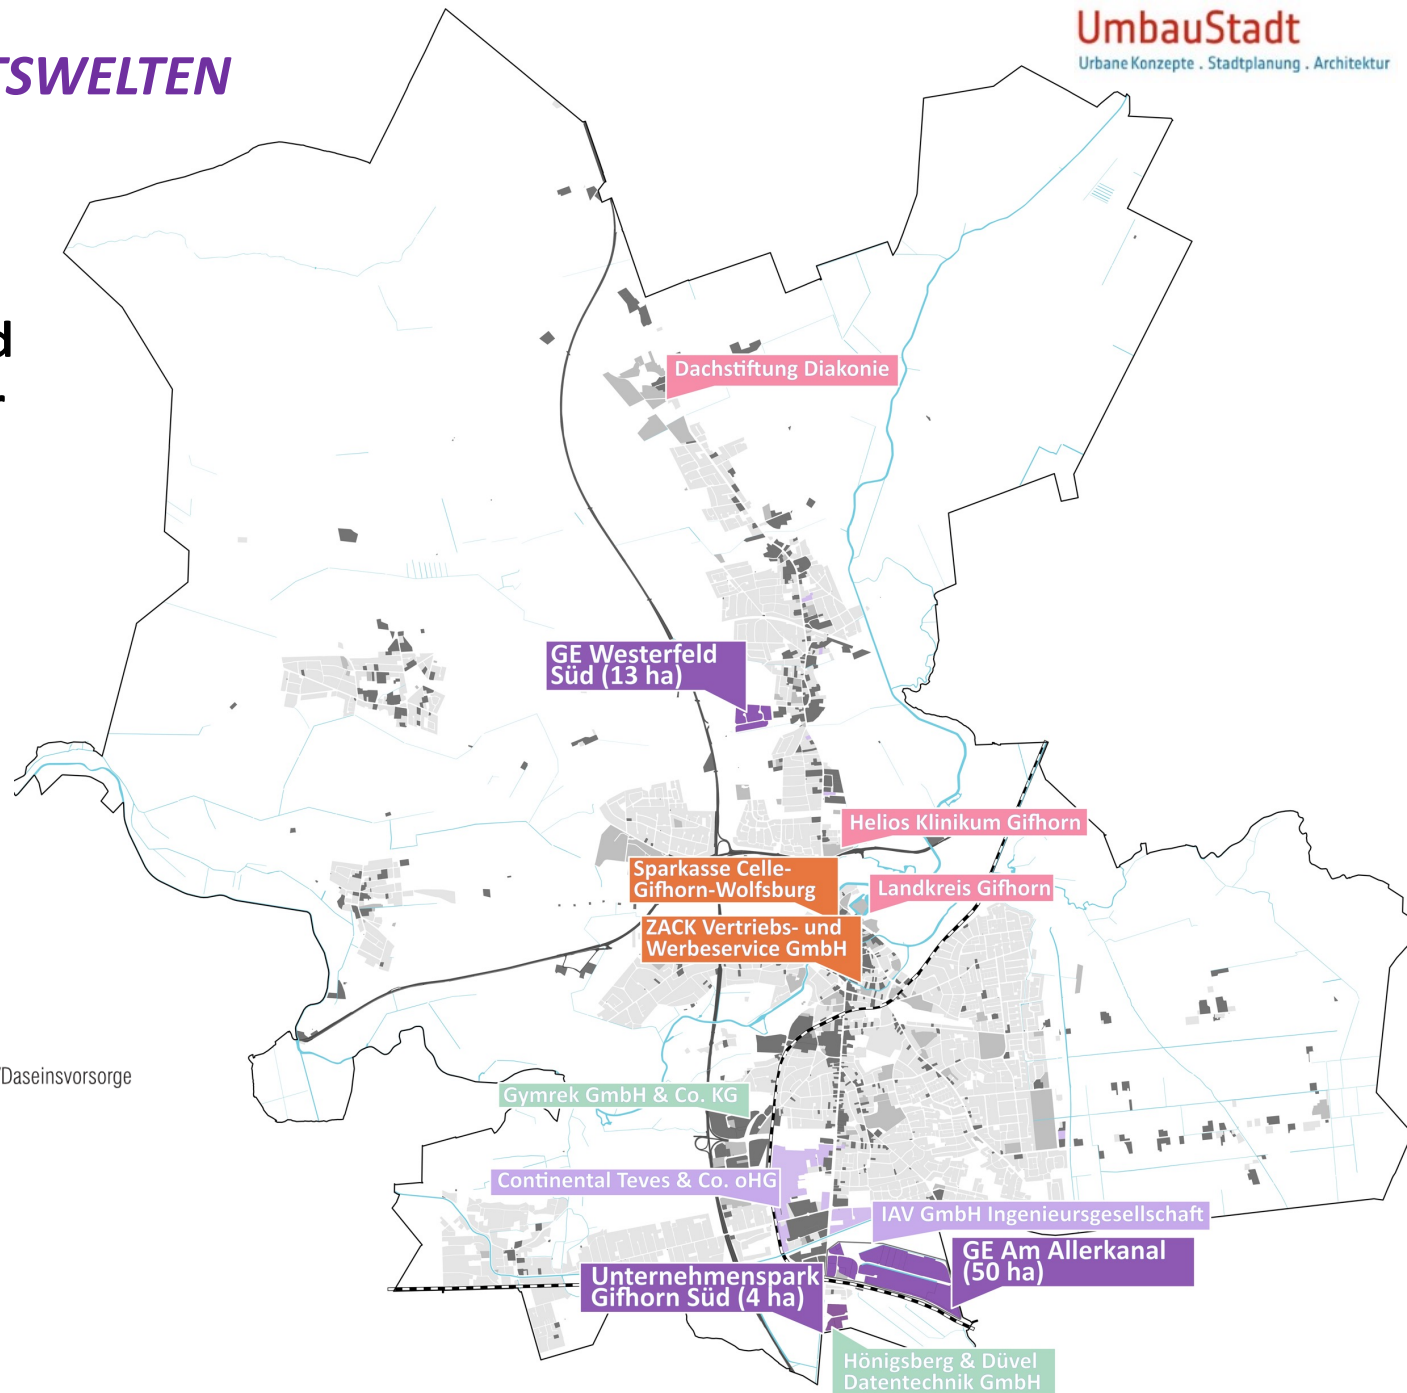 UmbauStadt
Urbane Konzepte . Stadtplanung . Architektur
TSWELTEN
d
r
Dachstiftung Diakonie
GE Westerfeld
Süd (13 ha)
Helios Klinikum Gifhorn
Sparkasse Celle-
Gifhorn-Wolfsburg
Landkreis Gifhorn
ZACK Vertriebs- und
Werbeservice GmbH
/Daseinsvorsorge
Gymrek GmbH & Co. KG
Continental Teves & Co. oHG
IAV GmbH Ingenieursgesellschaft
GE Am Allerkanal
(50 ha)
Unternehmenspark
Gifhorn Süd (4 ha)
Hönigsberg & Düvel
Datentechnik GmbH